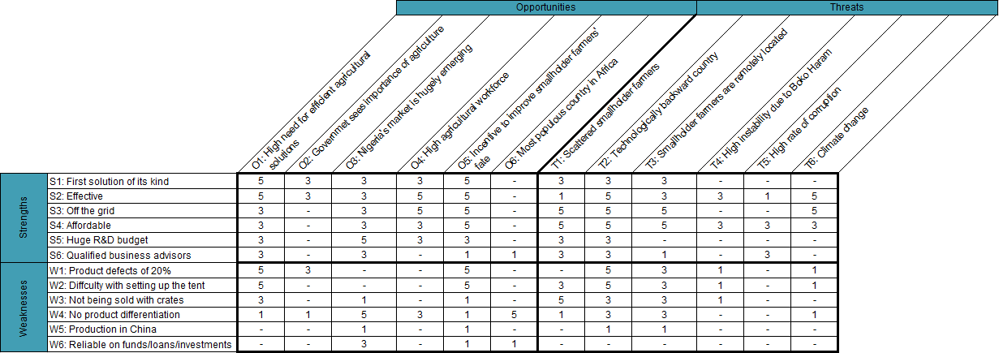 Opportunities Threats
O1: High need for efficient agricultural
solutions
O2: Governmet sees importance of agriculture
O3: Nigeria's market is hugely emerging
O4: High agricultural workforce
O5: Incentive to improve smallholder farmers'
fate
O6: Most populous country in Africa
T1: Scattered smallholder farmers
T2: Technologically backward country
T3: Smallholder farmers are remotely located
T4: High instability due to Boko Haram
T5: High rate of corruption
T6: Climate change
Strengths
S1: First solution of its kind 5 3 3 3 5 - 3 3 3 - - -
S2: Effective 5 3 3 5 5 - 1 5 3 3 1 5
S3: Off the grid 3 - 3 5 5 - 5 5 5 - - 5
S4: Affordable 3 - 3 3 5 - 5 5 5 3 3 3
S5: Huge R&D budget 3 - 5 3 3 - 3 3 - - - -
S6: Qualified business advisors 3 - 3 - 1 1 3 3 1 - 3 -
Weaknesses
W1: Product defects of 20% 5 3 - - 5 - - 5 3 1 - 1
W2: Diffculty with setting up the tent 5 - - - 5 - 3 5 3 1 - 1
W3: Not being sold with crates 3 - 1 - 1 - 5 3 3 1 - -
W4: No product differentiation 1 1 5 3 1 5 1 3 3 - - 1
W5: Production in China - - 1 - 1 - - 1 1 - - -
W6: Reliable on funds/loans/investments - - 3 - 1 1 - - - - - -